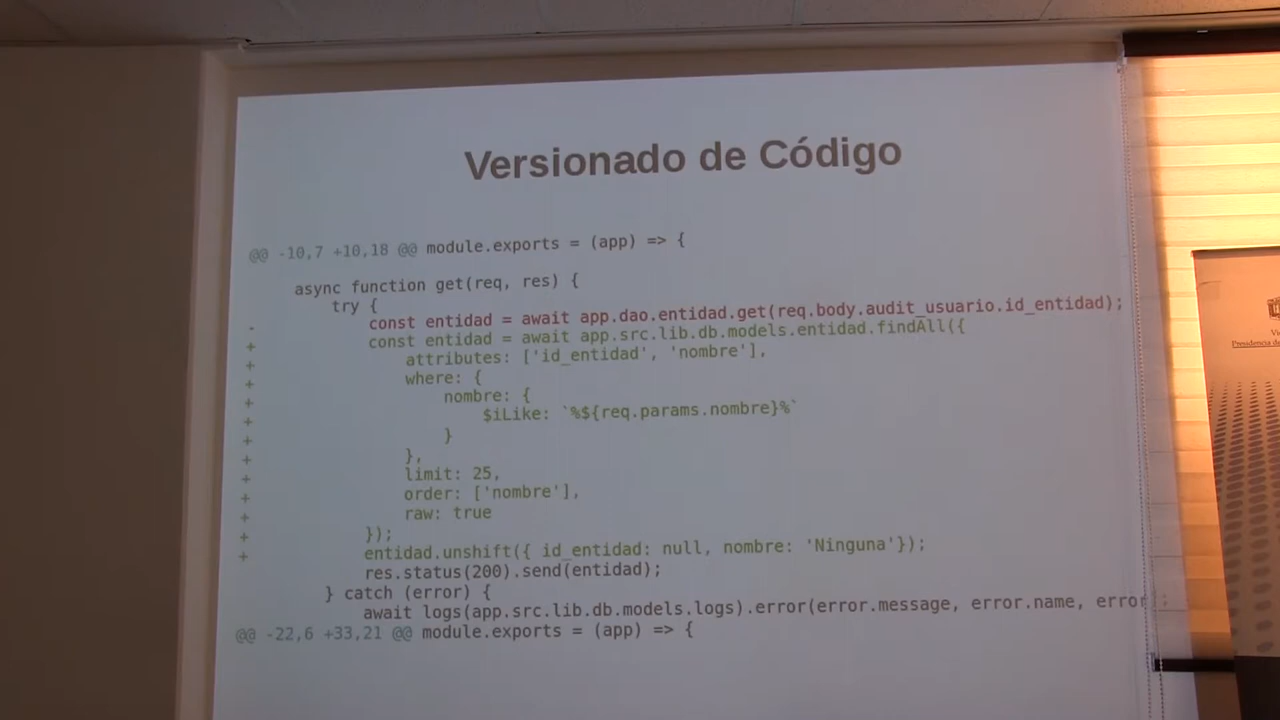 Versionado de Código
@@ -10,7 +10,18 @@ module.exports = (app) => {
async function get(req, res) {
try {
- const entidad = await app.dao.entidad.get(req.body.audit_usuario.id_entidad);
+ const entidad = await app.src.lib.db.models.entidad.findAll({
+ attributes: ['id_entidad', 'nombre'],
+ where: {
+ nombre: {
+ $iLike: `%${req.params.nombre}%`
+ }
+ },
+ limit: 25,
+ order: ['nombre'],
+ raw: true
+ });
+ entidad.unshift({ id_entidad: null, nombre: 'Ninguna'});
res.status(200).send(entidad);
} catch (error) {
await logs(app.src.lib.db.models.logs).error(error.message, error.name, error
@@ -22,6 +33,21 @@ module.exports = (app) => {
Presidencia de